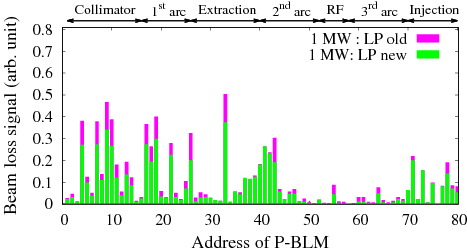 Collimator 1st arc Extraction 2nd arc RF 3rd arc Injection
1 MW : LP old
1 MW: LP new
Beam loss signal (arb. unit)
0.8
0.7
0.6
0.5
0.4
0.3
0.2
0.1
0
0 10 20 30 40 50 60 70 80
Address of P-BLM